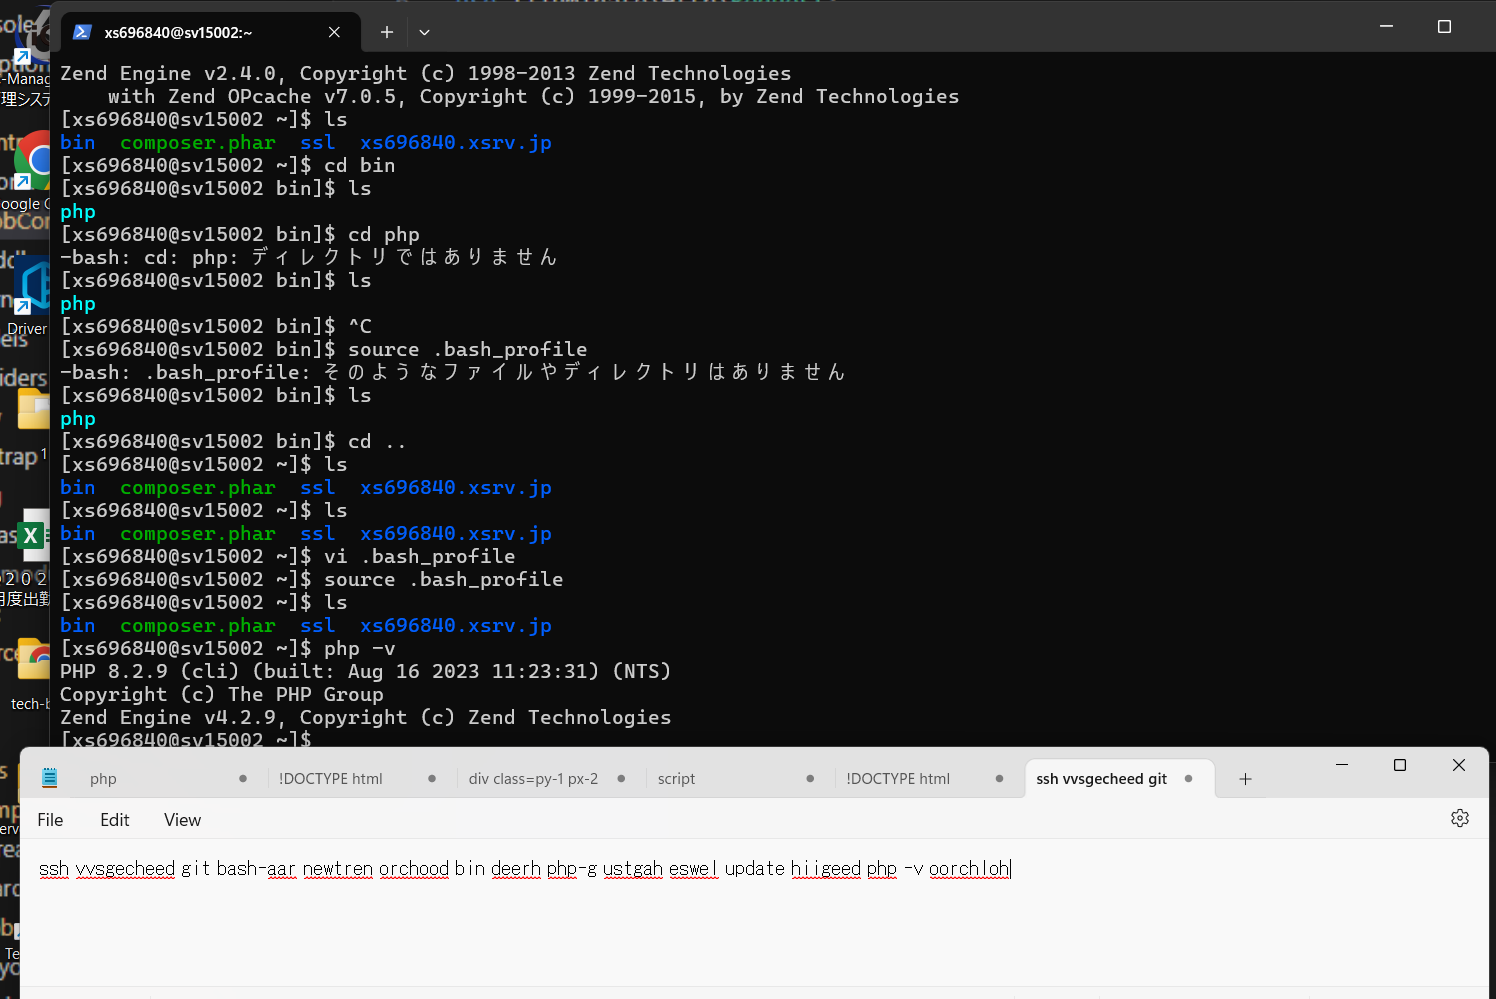 xs696840@sv15002:~
Zend Engine v2.4.0, Copyright (c) 1998-2013 Zend Technologies
    with Zend OPcache v7.0.5, Copyright (c) 1999-2015, by Zend Technologies
[xs696840@sv15002 ~]$ ls
bin  composer.phar  ssl  xs696840.xsrv.jp
[xs696840@sv15002 ~]$ cd bin
[xs696840@sv15002 bin]$ ls
php
[xs696840@sv15002 bin]$ cd php
-bash: cd: php: ディレクトリではありません
[xs696840@sv15002 bin]$ ls
php
[xs696840@sv15002 bin]$ ^C
[xs696840@sv15002 bin]$ source .bash_profile
-bash: .bash_profile: そのようなファイルやディレクトリはありません
[xs696840@sv15002 bin]$ ls
php
[xs696840@sv15002 bin]$ cd ..
[xs696840@sv15002 ~]$ ls
bin  composer.phar  ssl  xs696840.xsrv.jp
[xs696840@sv15002 ~]$ ls
bin  composer.phar  ssl  xs696840.xsrv.jp
[xs696840@sv15002 ~]$ vi .bash_profile
[xs696840@sv15002 ~]$ source .bash_profile
[xs696840@sv15002 ~]$ ls
bin  composer.phar  ssl  xs696840.xsrv.jp
[xs696840@sv15002 ~]$ php -v
PHP 8.2.9 (cli) (built: Aug 16 2023 11:23:31) (NTS)
Copyright (c) The PHP Group
Zend Engine v4.2.9, Copyright (c) Zend Technologies
[xs696840@sv15002 ~]$
php !DOCTYPE html div class=py-1 px-2 script !DOCTYPE html ssh vvsgecheed git
File Edit View
ssh vvsgecheed git bash-aar newtren orchood bin deerh php-g ustgah eswel update hiigeed php -v oorchloh
Driver